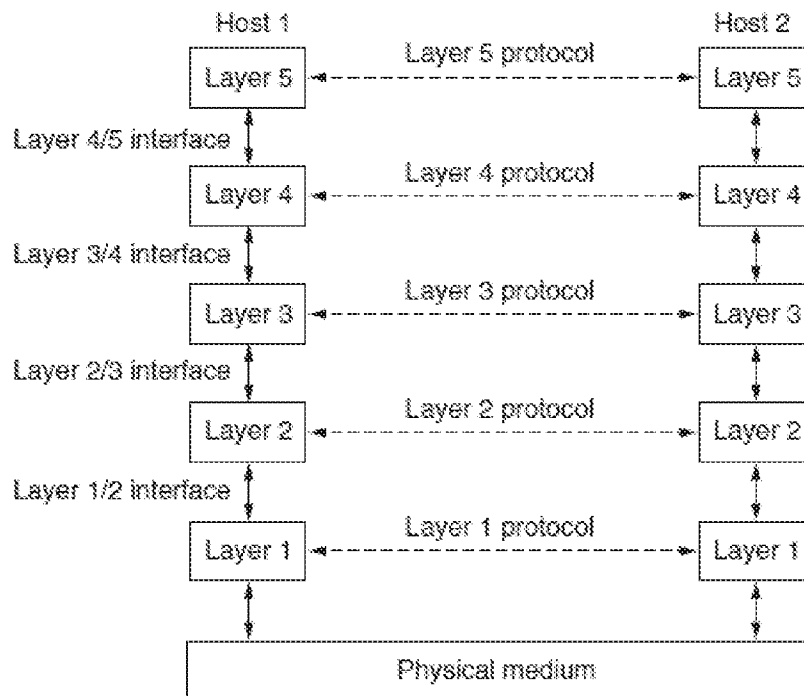 Host 1
Host 2
Layer 5
Layer 5 protocol
Layer 5
Layer 4/5 interface
Layer 4
Layer 4 protocol
Layer 4
Layer 3/4 interface
Layer 3
Layer 3 protocol
Layer 3
Layer 2/3 interface
Layer 2
Layer 2 protocol
Layer 2
Layer 1/2 interface
Layer 1
Layer 1 protocol
Layer 1
Physical medium